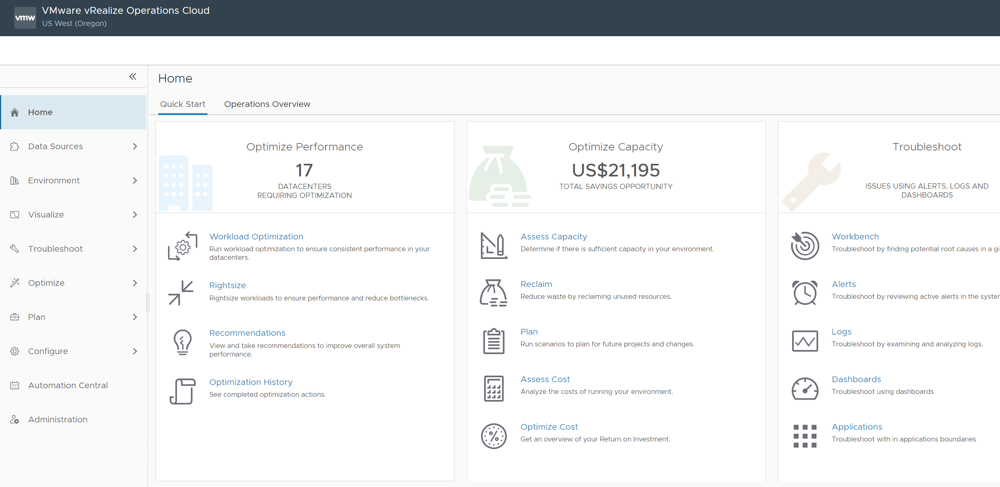 vmw
VMware vRealize Operations Cloud
US West (Oregon)
Home
Data Sources
Environment
Visualize
Troubleshoot
Optimize
Plan
Configure
Automation Central
Administration
Home
Quick Start
Operations Overview
Optimize Performance
17
DATACENTERS
REQUIRING OPTIMIZATION
Workload Optimization
Run workload optimization to ensure consistent performance in your
datacenters.
Rightsize
Rightsize workloads to ensure performance and reduce bottlenecks.
Recommendations
View and take recommendations to improve overall system
performance.
Optimization History
See completed optimization actions.
Optimize Capacity
US$21,195
TOTAL SAVINGS OPPORTUNITY
Assess Capacity
Determine if there is sufficient capacity in your environment.
Reclaim
Reduce waste by reclaiming unused resources.
Plan
Run scenarios to plan for future projects and changes.
Assess Cost
Analyze the costs of running your environment.
Optimize Cost
Get an overview of your Return on Investment.
Troubleshoot
ISSUES USING ALERTS, LOGS AND
DASHBOARDS
Workbench
Troubleshoot by finding potential root causes in a
Alerts
Troubleshoot by reviewing active alerts in the
Logs
Troubleshoot by examining and analyzing logs.
Dashboards
Troubleshoot using dashboards
Applications
Troubleshoot with in applications boundaries